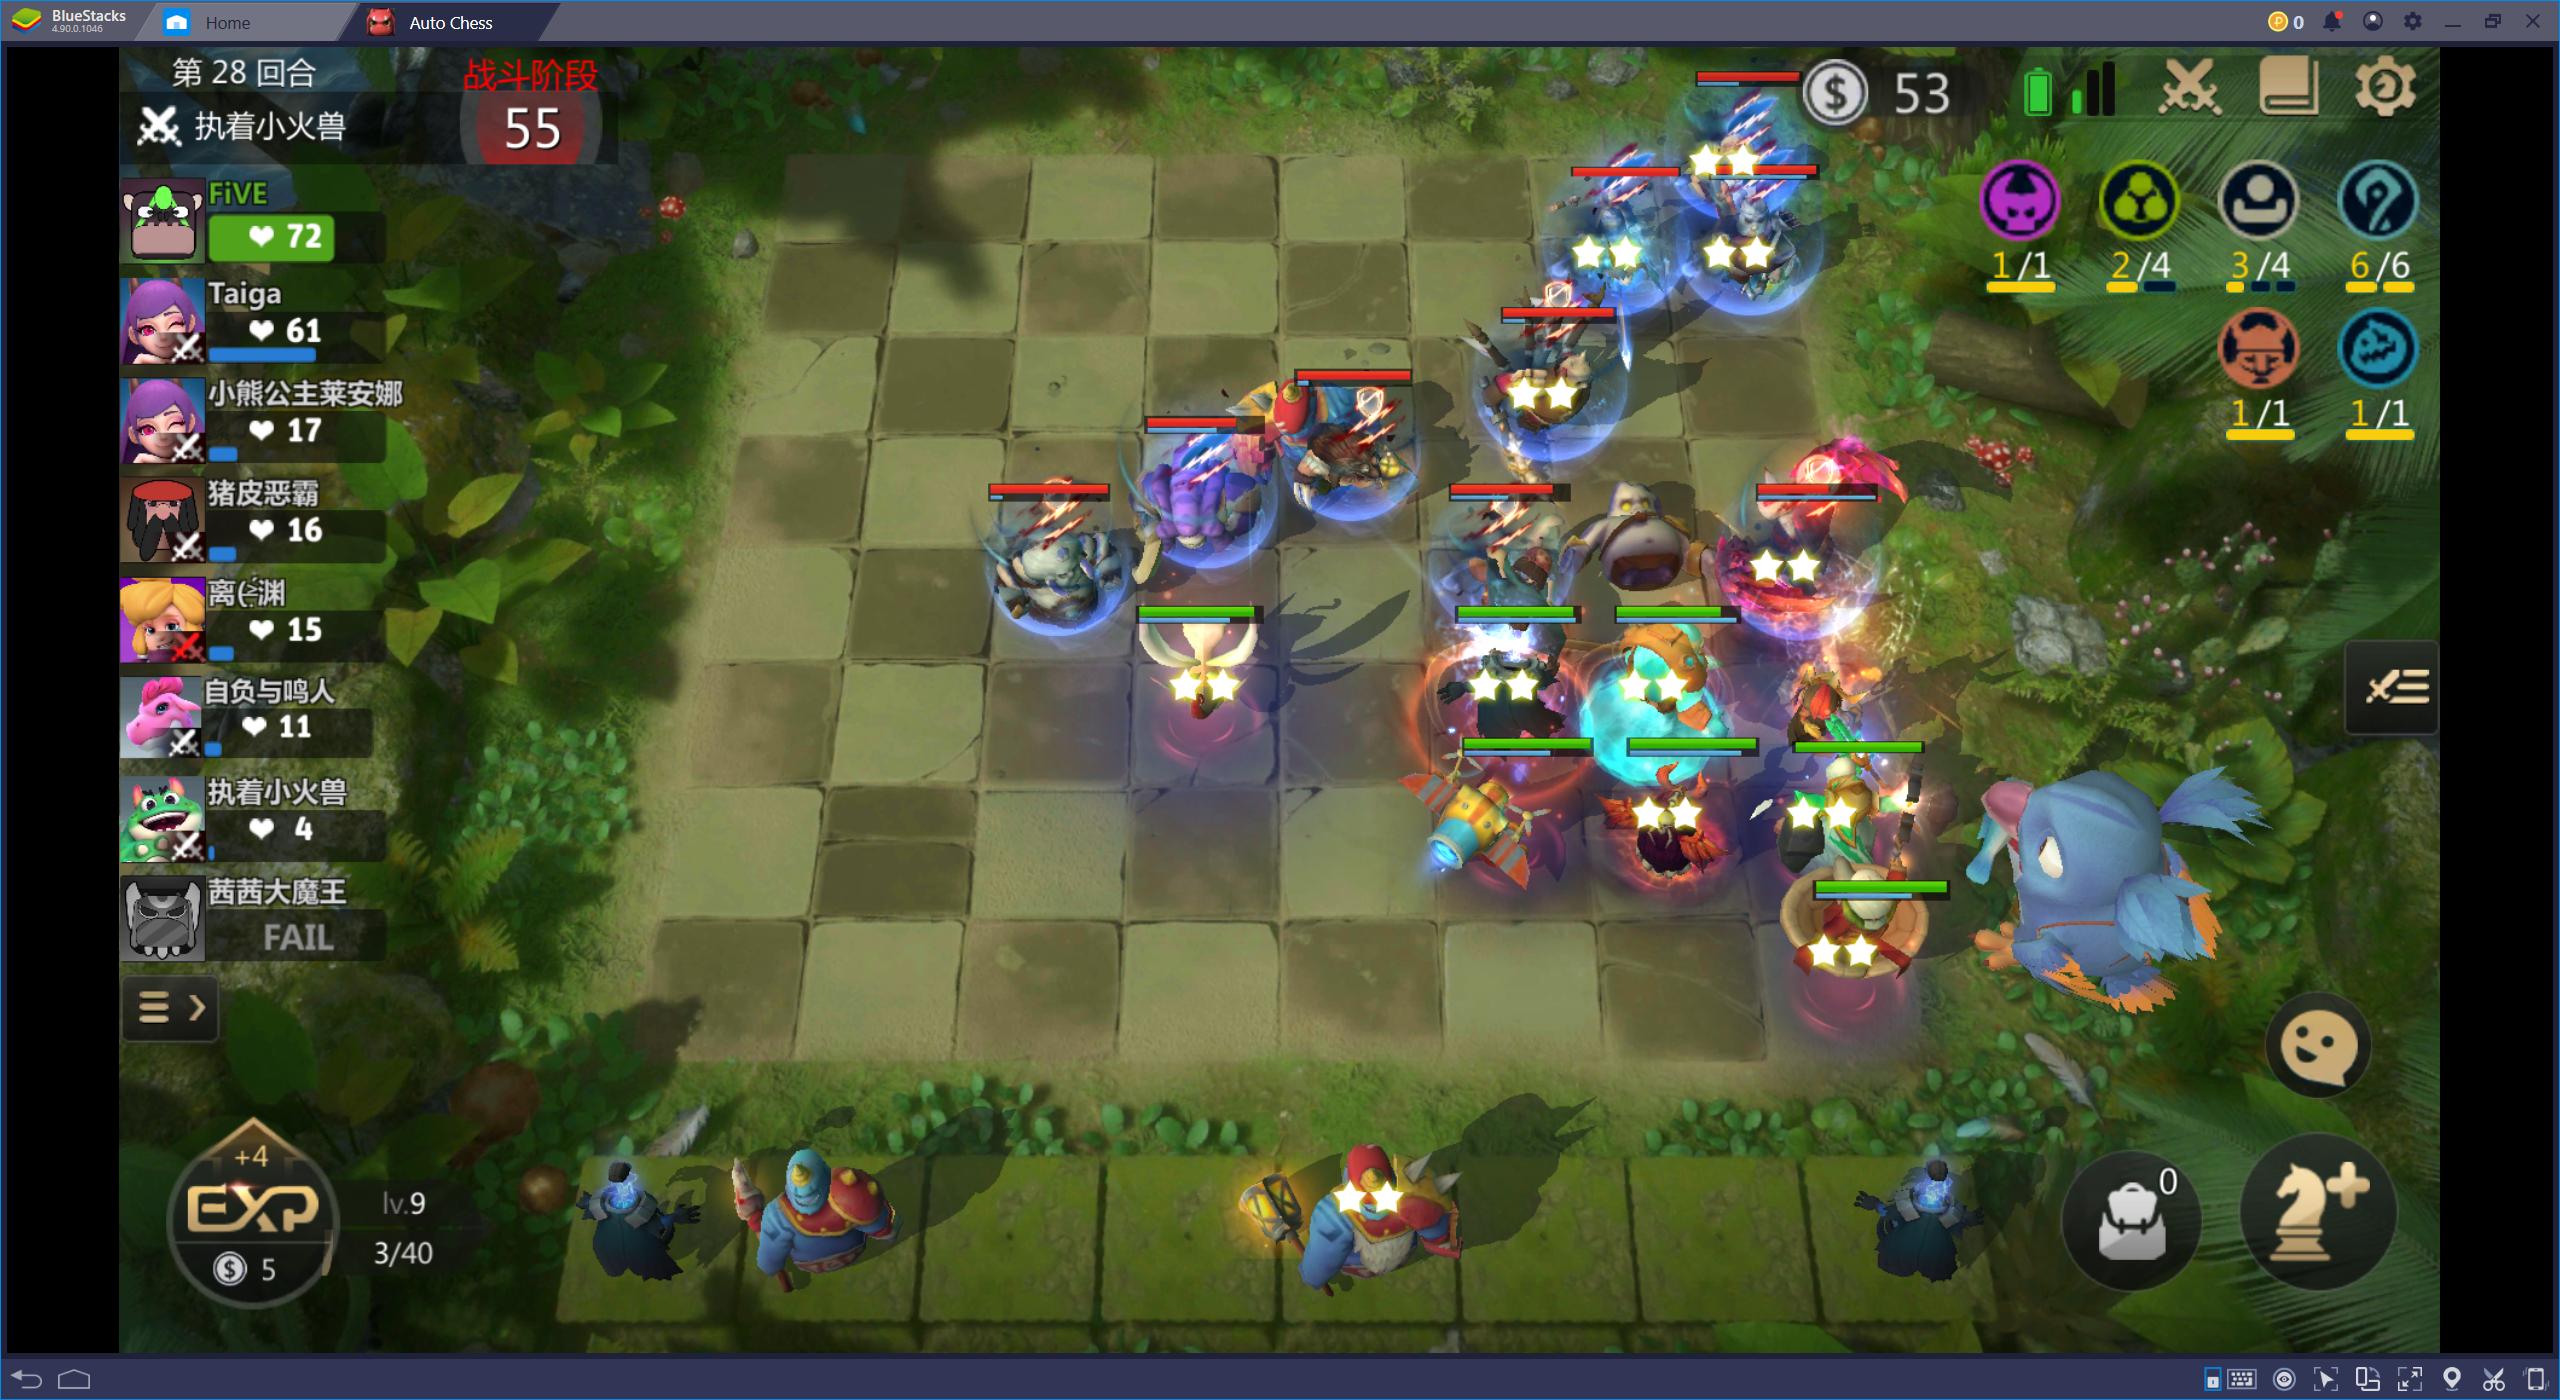 BlueStacks
4.90.0.1046
Home
Auto Chess
0
第 28 回合
战斗阶段
执着小火兽
55
53
FiVE
72
Taiga
61
小熊公主莱安娜
17
猪皮恶霸
16
15
自负与鸣人
11
执着小火兽
4
茜茜大魔王
FAIL
1/1
2/4
3/4
6/6
1/1
1/1
+4
EXP
5
lv.9
3/40
0